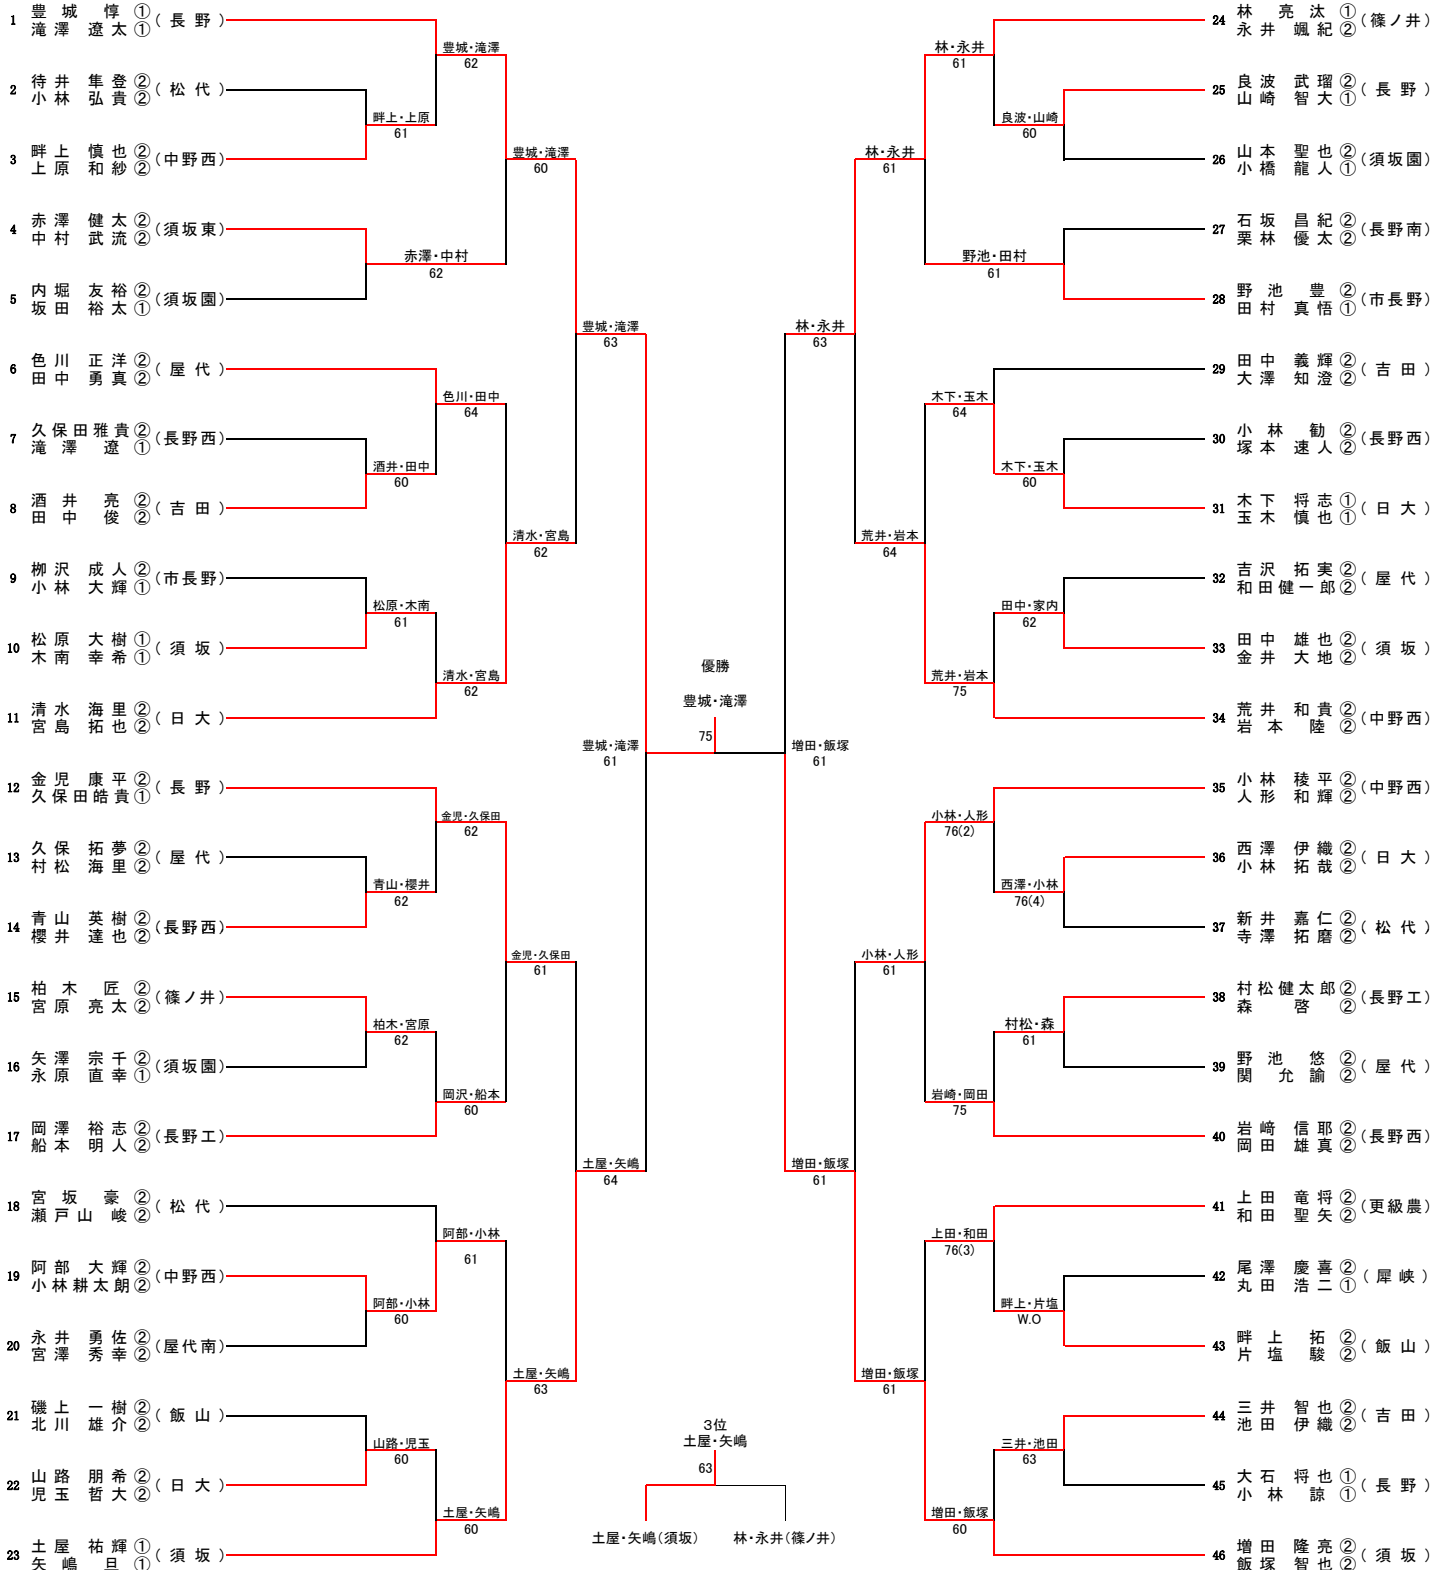 1 豊城 惇① (長野)
滝澤 遼太①
2 待井 隼登② (松代)
小林 弘貴②
3 畔上 慎也② (中野西)
上原 和紗②
4 赤澤 健太② (須坂東)
中村 武流②
5 内堀 友裕② (須坂園)
坂田 裕太①
6 色川 正洋② (屋代)
田中 勇真②
7 久保田雅貴② (長野西)
滝澤 遼①
8 酒井 亮② (吉田)
田中 俊②
9 栁沢 成人② (市長野)
小林 大輝①
10 松原 大樹① (須坂)
木南 幸希①
11 清水 海里② (日大)
宮島 拓也②
12 金児 康平② (長野)
久保田皓貴①
13 久保 拓夢② (屋代)
村松 海里②
14 青山 英樹② (長野西)
櫻井 達也②
15 柏木 匠② (篠ノ井)
宮原 亮太②
16 矢澤 宗千② (須坂園)
永原 直幸①
17 岡澤 裕志② (長野工)
船本 明人②
18 宮坂 豪② (松代)
瀬戸山 峻②
19 阿部 大輝② (中野西)
小林耕太朗②
20 永井 勇佐② (屋代南)
宮澤 秀幸②
21 磯上 一樹② (飯山)
北川 雄介②
22 山路 朋希② (日大)
児玉 哲大②
23 土屋 祐輝① (須坂)
矢嶋 旦①
畔上・上原
61
酒井・田中
60
松原・木南
61
青山・櫻井
62
柏木・宮原
62
阿部・小林
60
山路・児玉
60
豊城・滝澤
62
赤澤・中村
62
色川・田中
64
清水・宮島
62
金児・久保田
62
岡沢・船本
60
阿部・小林
61
土屋・矢嶋
60
豊城・滝澤
60
清水・宮島
62
金児・久保田
61
土屋・矢嶋
63
豊城・滝澤
63
土屋・矢嶋
64
豊城・滝澤
61
優勝
豊城・滝澤
75
増田・飯塚
61
林・永井
63
増田・飯塚
61
林・永井
61
荒井・岩本
64
小林・人形
61
増田・飯塚
61
林・永井
61
野池・田村
61
木下・玉木
64
荒井・岩本
75
小林・人形
76(2)
岩崎・岡田
75
上田・和田
76(3)
増田・飯塚
60
良波・山崎
60
木下・玉木
60
田中・家内
62
西澤・小林
76(4)
村松・森
61
畔上・片塩
W.O
三井・池田
63
24 林 亮汰① (篠ノ井)
永井 颯紀②
25 良波 武瑠② (長野)
山崎 智大①
26 山本 聖也② (須坂園)
小橋 龍人①
27 石坂 昌紀② (長野南)
栗林 優太②
28 野池 豊② (市長野)
田村 真悟①
29 田中 義輝② (吉田)
大澤 知澄②
30 小林 勧② (長野西)
塚本 速人②
31 木下 将志① (日大)
玉木 慎也①
32 吉沢 拓実② (屋代)
和田健一郎②
33 田中 雄也② (須坂)
金井 大地②
34 荒井 和貴② (中野西)
岩本 陸②
35 小林 稜平② (中野西)
人形 和輝②
36 西澤 伊織② (日大)
小林 拓哉②
37 新井 嘉仁② (松代)
寺澤 拓磨②
38 村松健太郎② (長野工)
森 啓②
39 野池 悠② (屋代)
関 允諭②
40 岩﨑 信耶② (長野西)
岡田 雄真②
41 上田 竜将② (更級農)
和田 聖矢②
42 尾澤 慶喜② (犀峡)
丸田 浩二①
43 畔上 拓② (飯山)
片塩 駿②
44 三井 智也② (吉田)
池田 伊織②
45 大石 将也① (長野)
小林 諒①
46 増田 隆亮② (須坂)
飯塚 智也②
3位
土屋・矢嶋
63
土屋・矢嶋(須坂) 林・永井(篠ノ井)